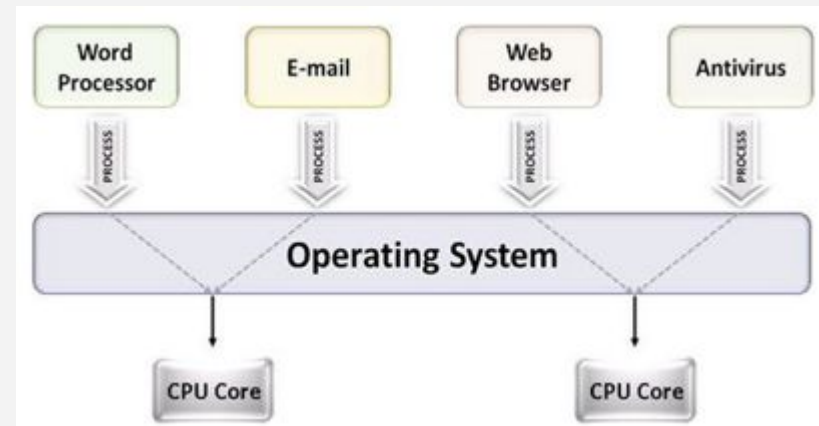 Word
Processor
E-mail
Web
Browser
Antivirus
PROCESS
PROCESS
PROCESS
PROCESS
Operating System
CPU Core
CPU Core